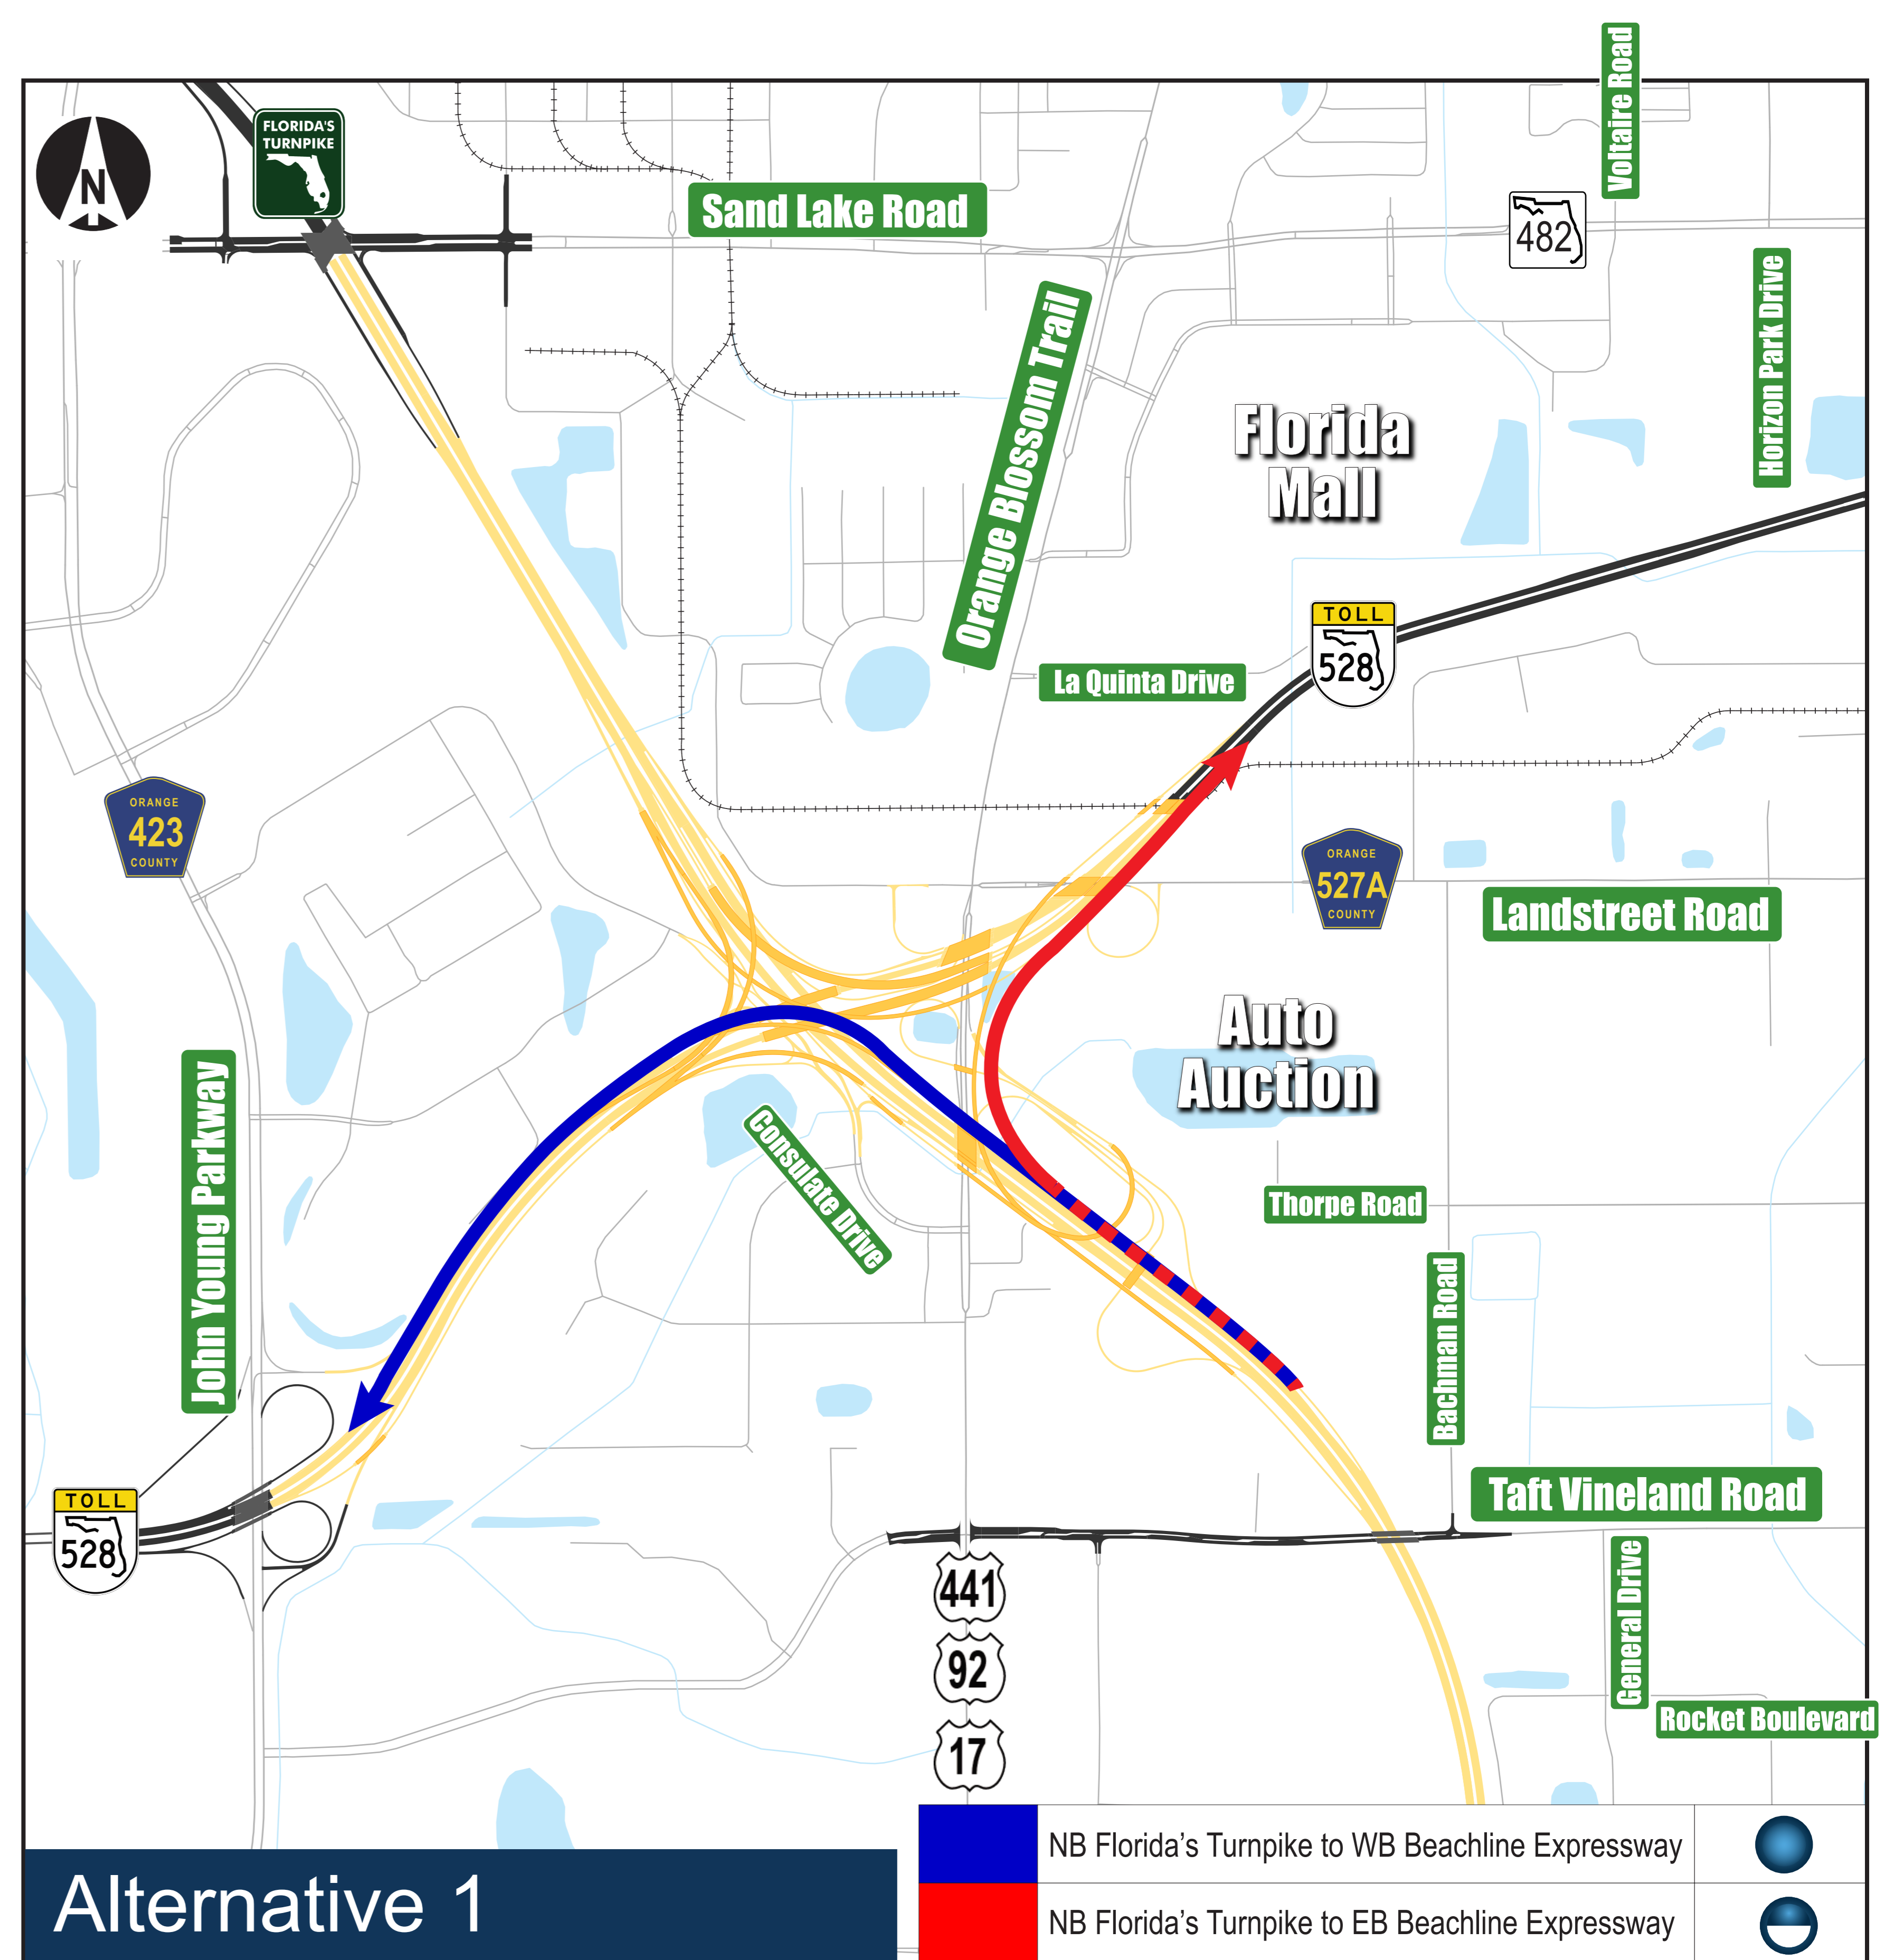 Voltaire Road
FLORIDA'S
TURNPIKE
N
Sand Lake Road
482
Horizon Park Drive
Orange Blossom Trail
Florida
Mall
TOLL
528
La Quinta Drive
ORANGE
423
COUNTY
ORANGE
527A
COUNTY
Landstreet Road
Auto
Auction
John Young Parkway
Consulate Drive
Thorpe Road
Bachman Road
Taft Vineland Road
TOLL
528
441
92
17
General Drive
Rocket Boulevard
NB Florida’s Turnpike to WB Beachline Expressway
NB Florida’s Turnpike to EB Beachline Expressway
Alternative 1